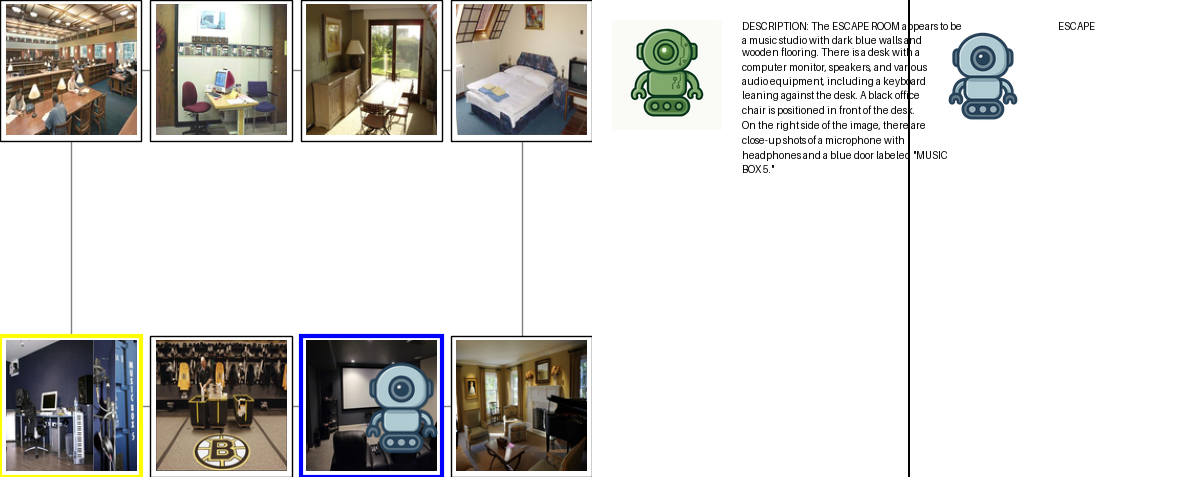 DESCRIPTION: The ESCAPE ROOM appears to be
a music studio with dark blue walls and
wooden flooring. There is a desk with a
computer monitor, speakers, and various
audio equipment, including a keyboard
leaning against the desk. A black office
chair is positioned in front of the desk.
On the right side of the image, there are
close-up shots of a microphone with
headphones and a blue door labeled "MUSIC
BOX 5."
ESCAPE
MUSIC BOX 5
B